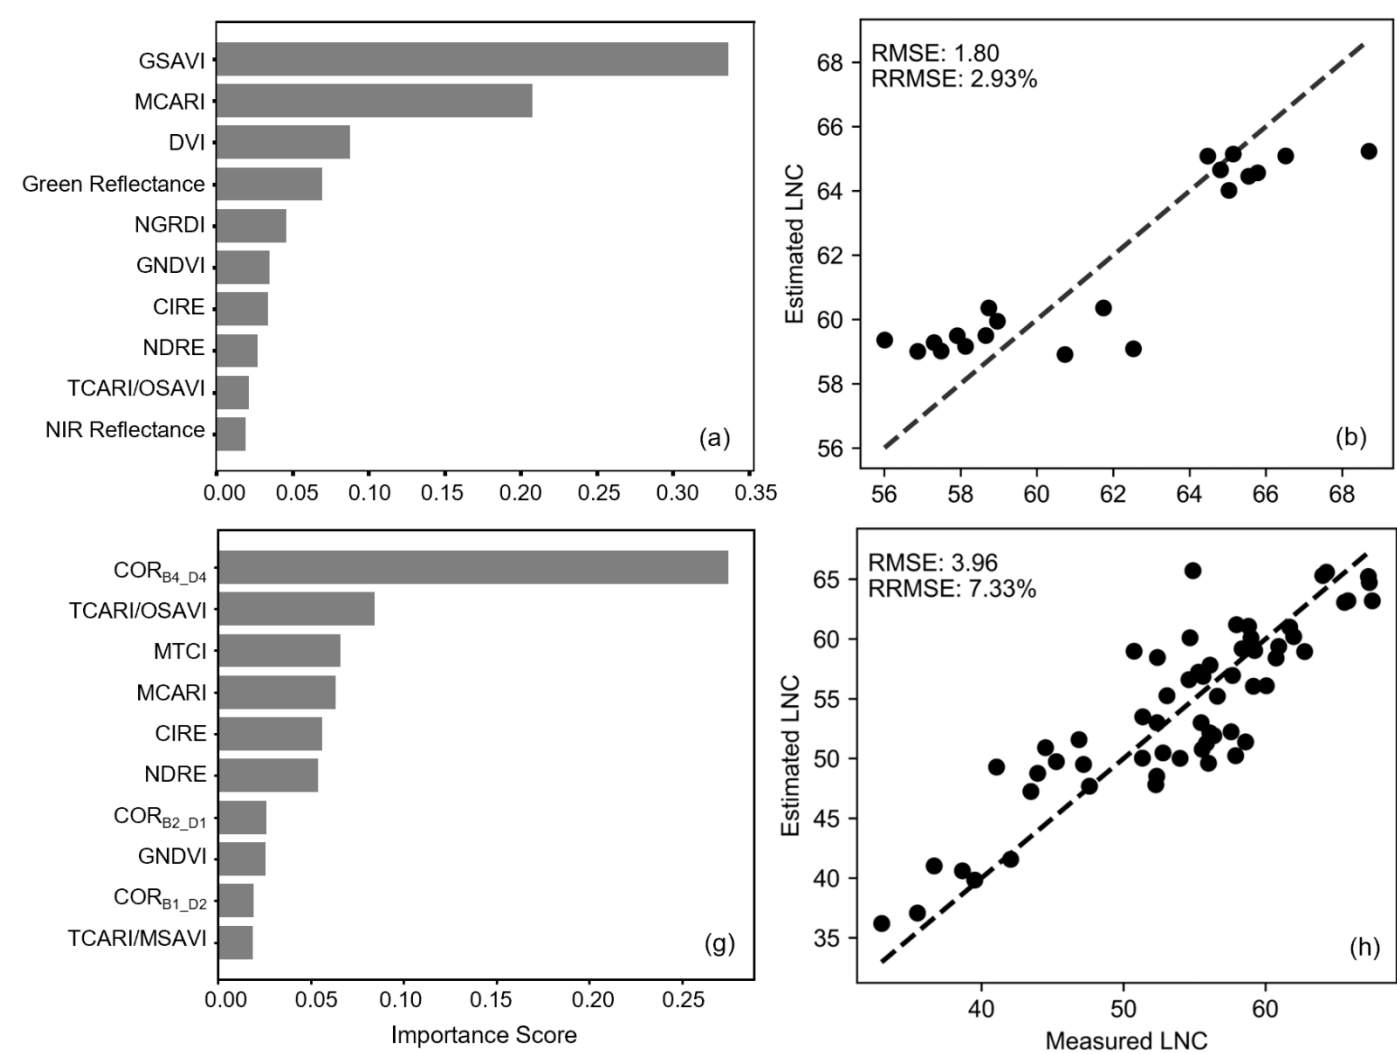 GSAVI
MCARI
DVI
Green Reflectance
NGRDI
GNDVI
CIRE
NDRE
TCARI/OSAVI
NIR Reflectance
(a)
0.00 0.05 0.10 0.15 0.20 0.25 0.30 0.35
RMSE: 1.80
RRMSE: 2.93%
Estimated LNC
68
66
64
62
60
58
56
(b)
56 58 60 62 64 66 68
COR_B4_D4
TCARI/OSAVI
MTCI
MCARI
CIRE
NDRE
COR_B2_D1
GNDVI
COR_B1_D2
TCARI/MSAVI
(g)
0.00 0.05 0.10 0.15 0.20 0.25
Importance Score
RMSE: 3.96
RRMSE: 7.33%
Estimated LNC
65
60
55
50
45
40
35
(h)
40 50 60
Measured LNC